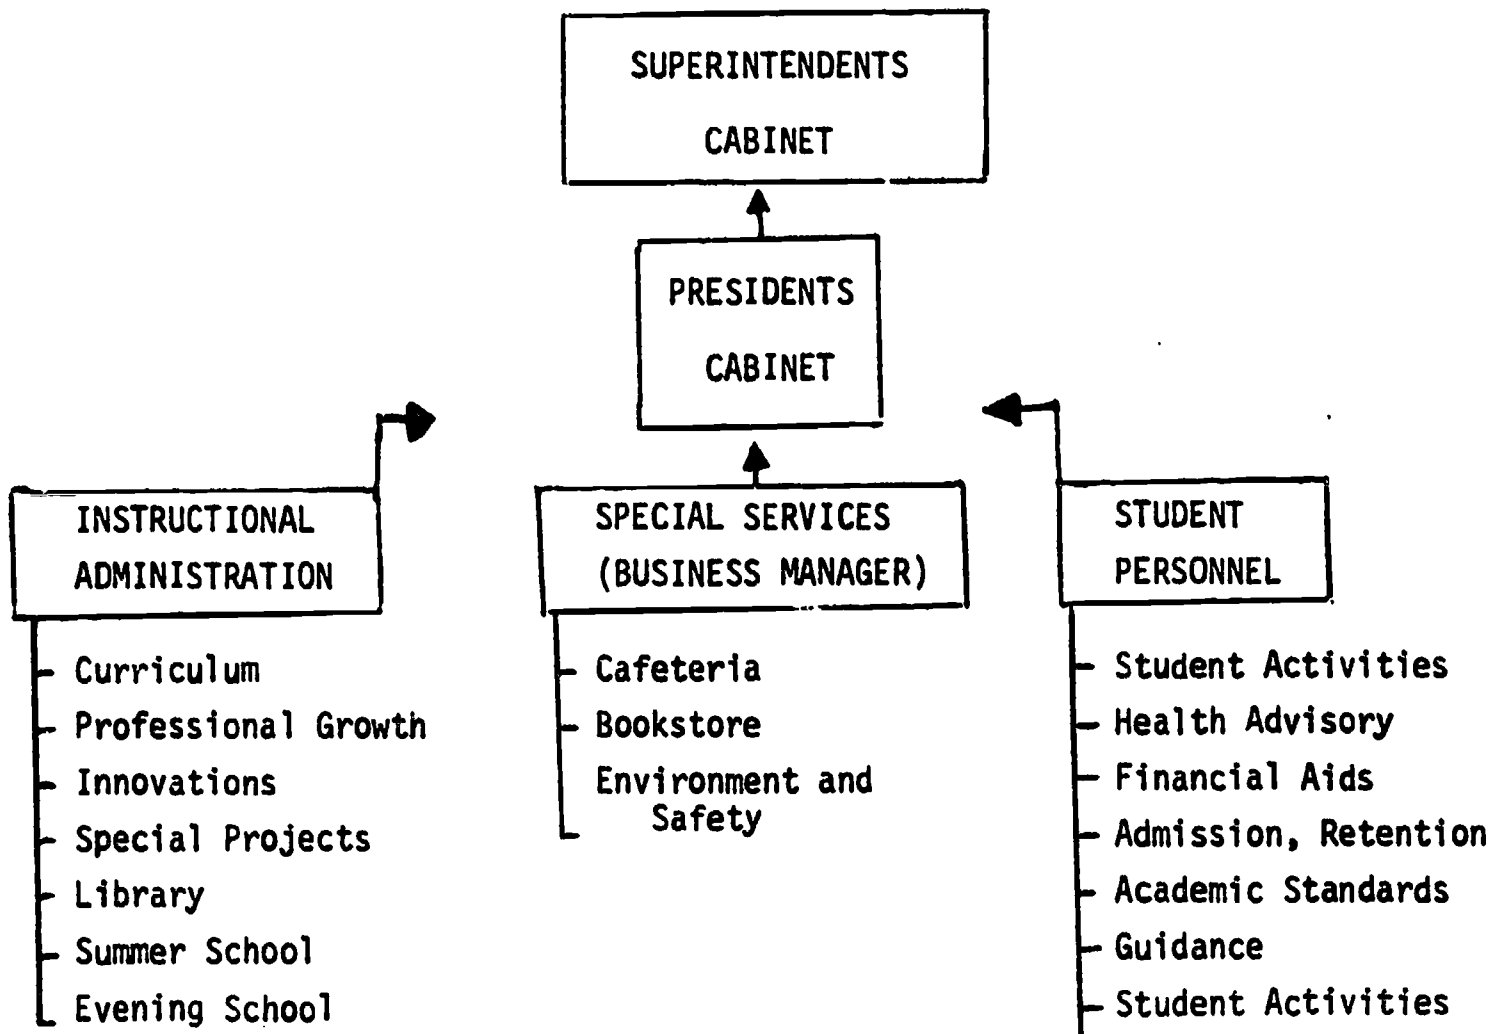 SUPERINTENDENTS
CABINET
PRESIDENTS
CABINET
INSTRUCTIONAL
ADMINISTRATION
Curriculum
Professional Growth
Innovations
Special Projects
Library
Summer School
Evening School
SPECIAL SERVICES
(BUSINESS MANAGER)
Cafeteria
Bookstore
Environment and
Safety
STUDENT
PERSONNEL
Student Activities
Health Advisory
Financial Aids
Admission, Retention
Academic Standards
Guidance
Student Activities